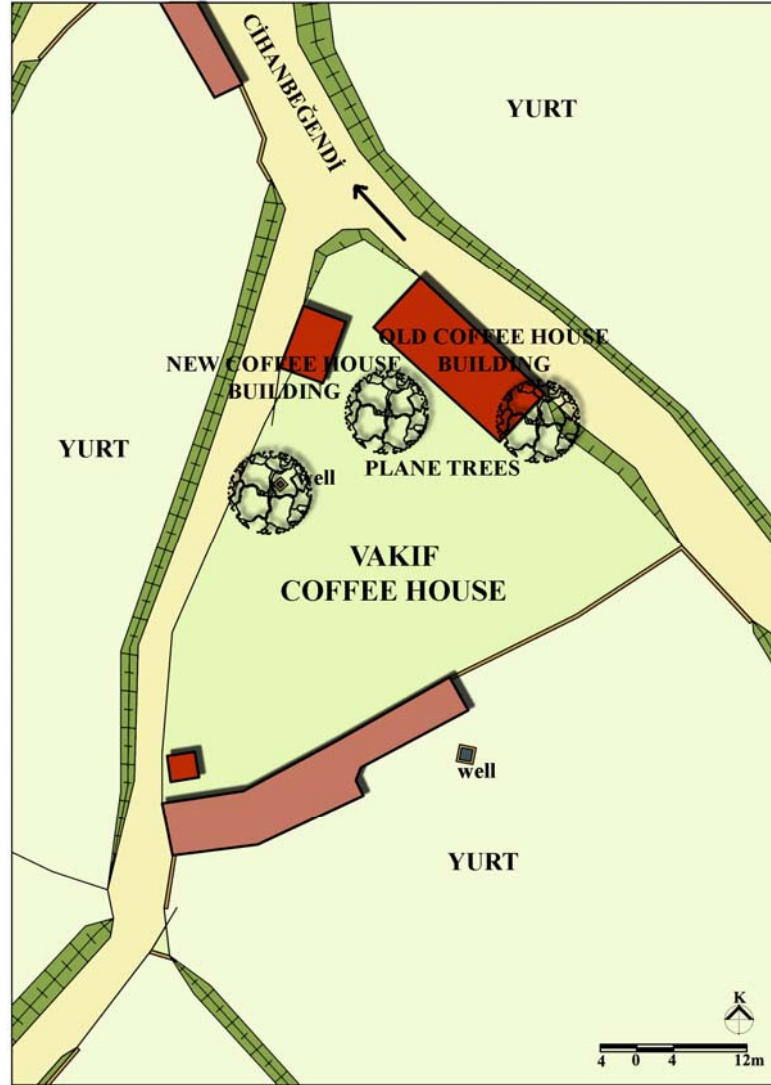 CİHANBEĞENDİ
YURT
OLD COFFEE HOUSE
BUILDING
NEW COFFEE HOUSE
BUILDING
YURT
PLANE TREES
well
VAKIF
COFFEE HOUSE
well
YURT
K
4 0 4 12m